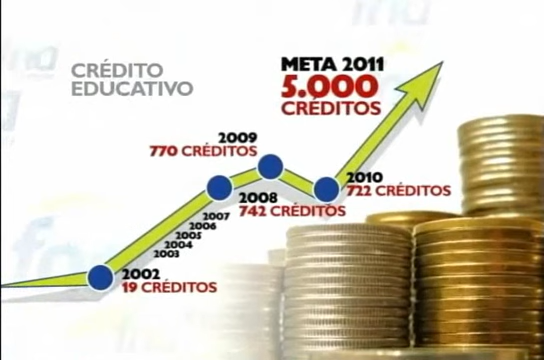 CRÉDITO
EDUCATIVO
META 2011
5.000
CRÉDITOS
2009
770 CRÉDITOS
2010
722 CRÉDITOS
2008
742 CRÉDITOS
2007
2006
2005
2004
2003
2002
19 CRÉDITOS